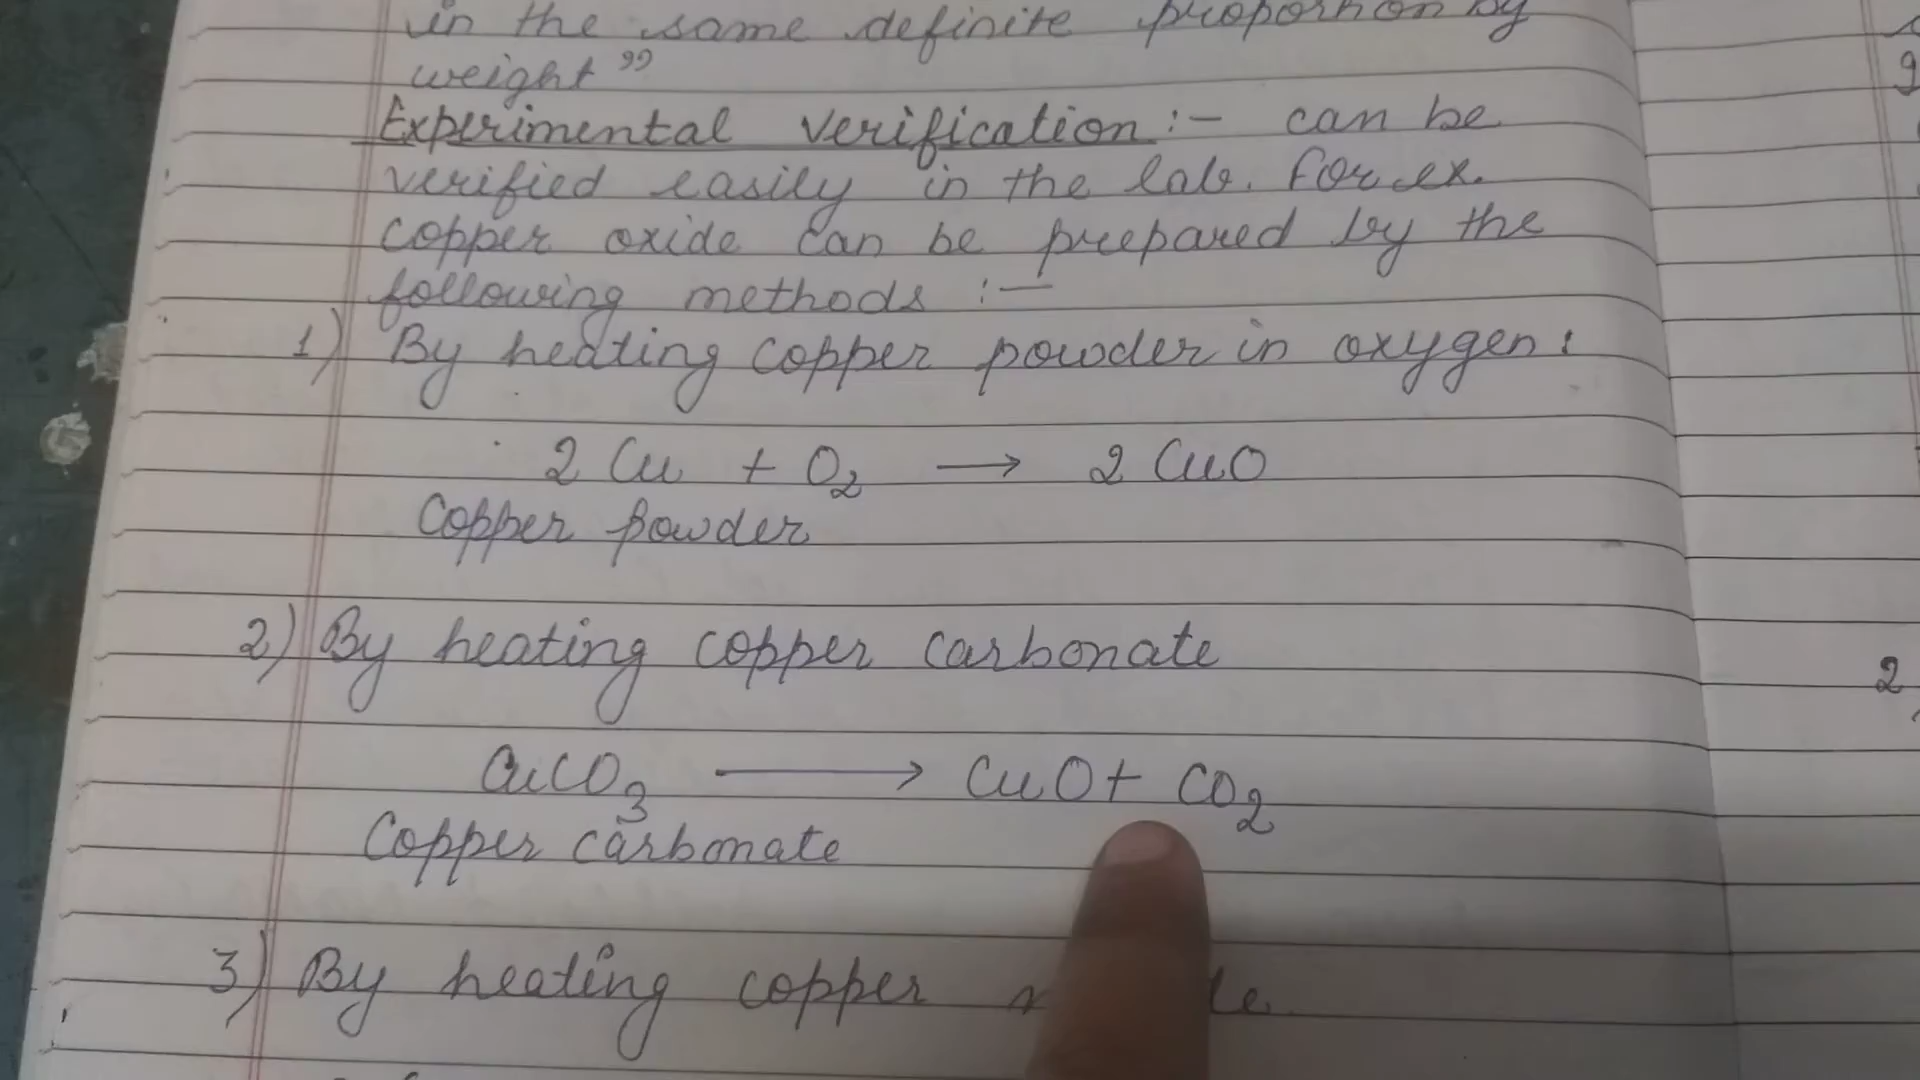 in the same definite proportion by
weight"
Experimental verification :- can be
verified easily in the lab. For ex.
copper oxide can be prepared by the
following methods :-
1) By heating copper powder in oxygen:
2 Cu + O₂ → 2 CuO
Copper powder
2) By heating copper carbonate
CuCO₃ → CuO + CO₂
Copper carbonate
3) By heating copper
2